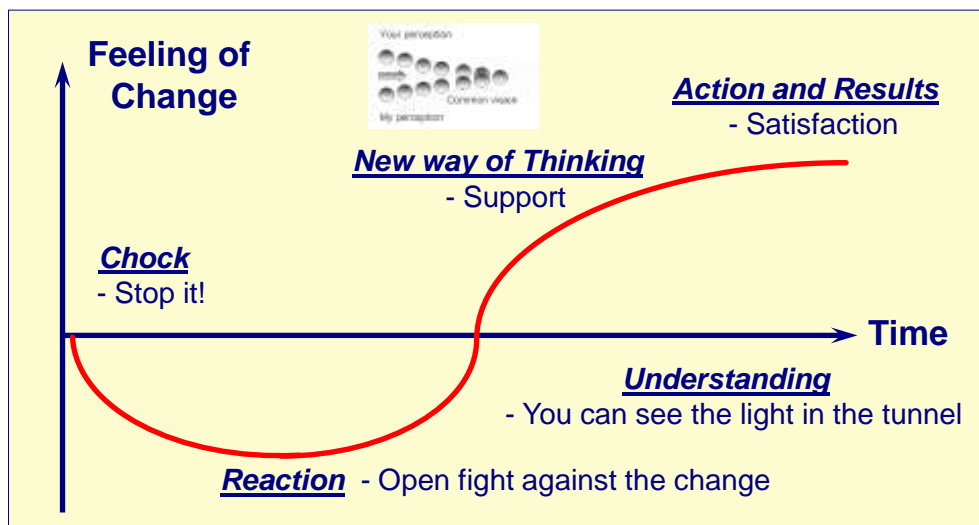 Feeling of
Change
Your perception
Common vision
My perception
Action and Results
- Satisfaction
New way of Thinking
- Support
Chock
- Stop it!
Time
Understanding
- You can see the light in the tunnel
Reaction - Open fight against the change